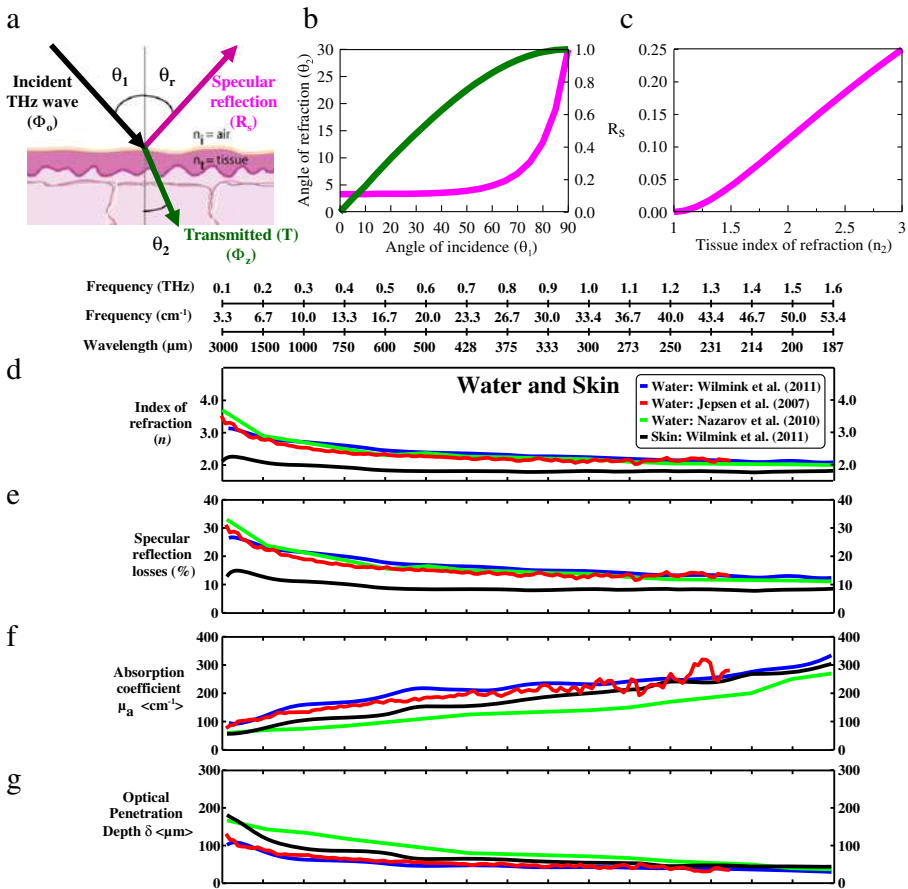 a
Incident
THz wave
(Φo)
θ1
θr
Specular
reflection
(Rs)
ni = air
nt = tissue
θ2
Transmitted (T)
(Φz)
b
Angle of refraction (θ2)
30
25
20
15
10
5
0
0 10 20 30 40 50 60 70 80 90
Angle of incidence (θ1)
1.0
0.8
0.6
0.4
0.2
0.0
RS
c
0.25
0.20
0.15
0.10
0.05
0.00
1 1.5 2 2.5 3
Tissue index of refraction (n2)
Frequency (THz) 0.1 0.2 0.3 0.4 0.5 0.6 0.7 0.8 0.9 1.0 1.1 1.2 1.3 1.4 1.5 1.6
Frequency (cm-1) 3.3 6.7 10.0 13.3 16.7 20.0 23.3 26.7 30.0 33.4 36.7 40.0 43.4 46.7 50.0 53.4
Wavelength (µm) 3000 1500 1000 750 600 500 428 375 333 300 273 250 231 214 200 187
d
Index of
refraction
(n)
4.0
3.0
2.0
Water and Skin
Water: Wilmink et al. (2011)
Water: Jepsen et al. (2007)
Water: Nazarov et al. (2010)
Skin: Wilmink et al. (2011)
4.0
3.0
2.0
e
Specular
reflection
losses (%)
40
30
20
10
0
40
30
20
10
0
f
Absorption
coefficient
µa <cm-1>
400
300
200
100
0
400
300
200
100
0
g
Optical
Penetration
Depth δ <µm>
300
200
100
0
300
200
100
0